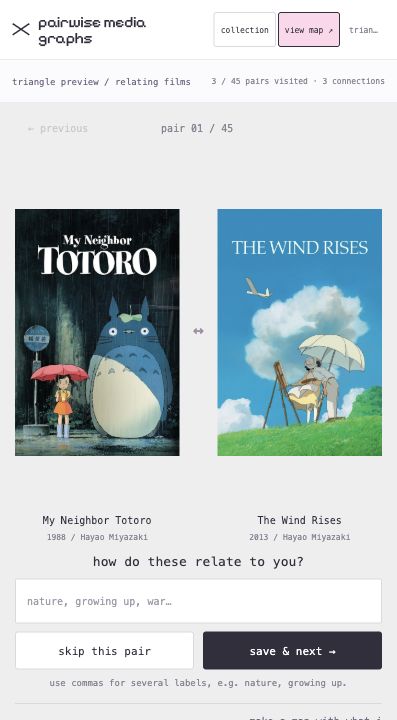 pairwise media
graphs
collection
view map ↗
trian…
triangle preview / relating films
3 / 45 pairs visited · 3 connections
← previous
pair 01 / 45
My Neighbor
TOTORO
THE WIND RISES
↔
My Neighbor Totoro
1988 / Hayao Miyazaki
The Wind Rises
2013 / Hayao Miyazaki
how do these relate to you?
nature, growing up, war…
skip this pair
save & next →
use commas for several labels, e.g. nature, growing up.